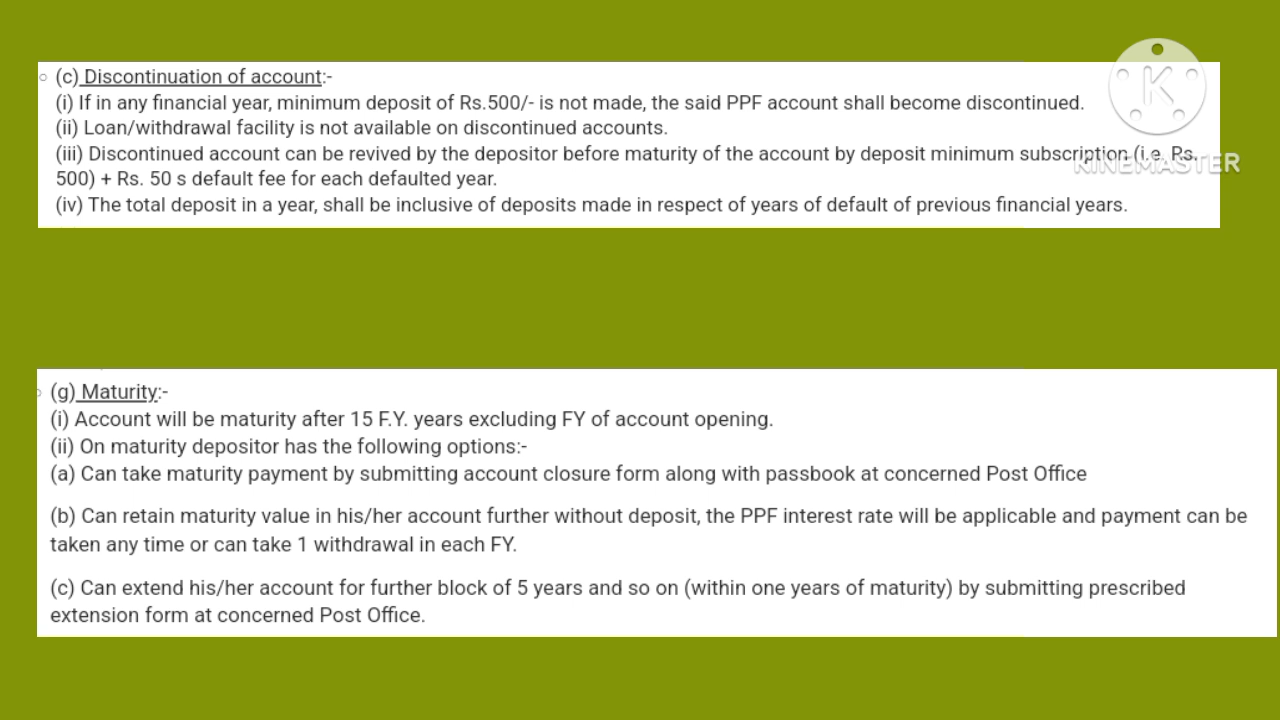 (c) Discontinuation of account:-
(i) If in any financial year, minimum deposit of Rs.500/- is not made, the said PPF account shall become discontinued.
(ii) Loan/withdrawal facility is not available on discontinued accounts.
(iii) Discontinued account can be revived by the depositor before maturity of the account by deposit minimum subscription (i.e. Rs.
500) + Rs. 50 s default fee for each defaulted year.
(iv) The total deposit in a year, shall be inclusive of deposits made in respect of years of default of previous financial years.
K
KINEMASTER
(g) Maturity:-
(i) Account will be maturity after 15 F.Y. years excluding FY of account opening.
(ii) On maturity depositor has the following options:-
(a) Can take maturity payment by submitting account closure form along with passbook at concerned Post Office
(b) Can retain maturity value in his/her account further without deposit, the PPF interest rate will be applicable and payment can be
taken any time or can take 1 withdrawal in each FY.
(c) Can extend his/her account for further block of 5 years and so on (within one years of maturity) by submitting prescribed
extension form at concerned Post Office.